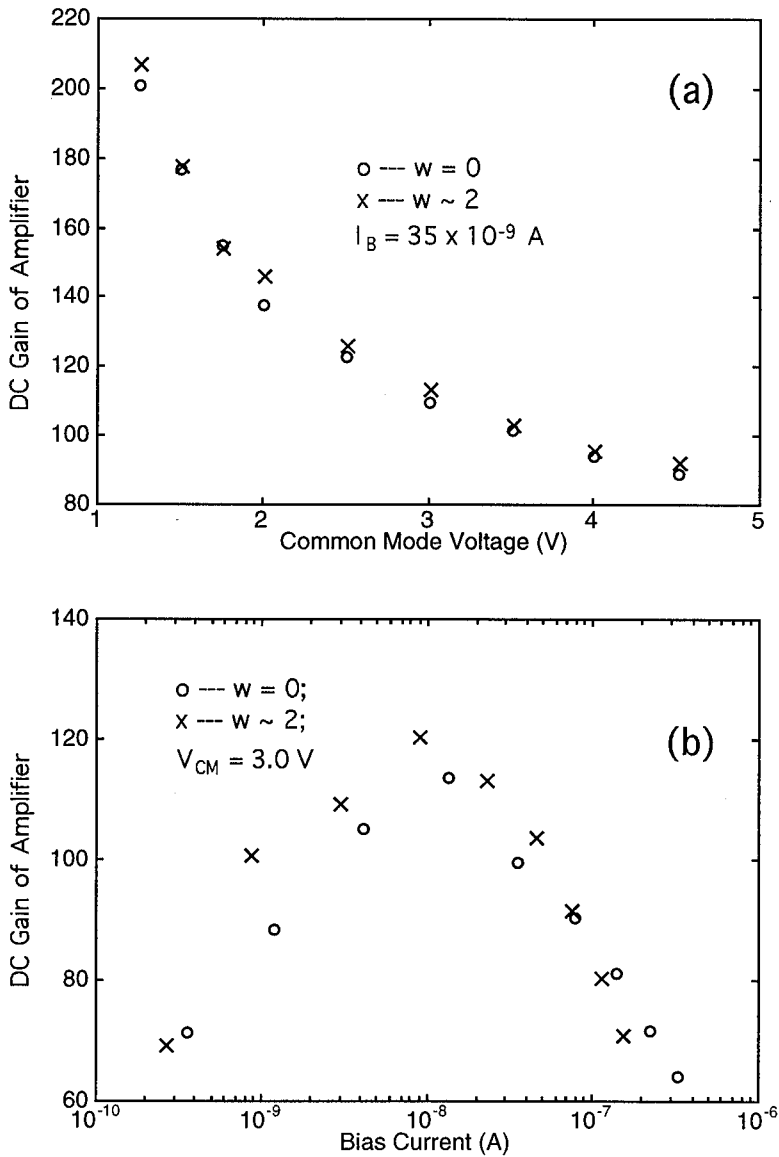 220
200
180
160
140
120
100
80
DC Gain of Amplifier
(a)
o --- w = 0
x --- w ~ 2
I_B = 35 x 10^-9 A
1 2 3 4 5
Common Mode Voltage (V)
140
120
100
80
60
DC Gain of Amplifier
o --- w = 0;
x --- w ~ 2;
V_CM = 3.0 V
(b)
10^-10 10^-9 10^-8 10^-7 10^-6
Bias Current (A)